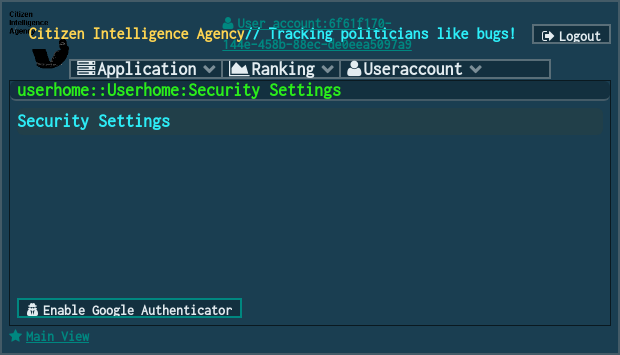 Citizen
Intelligence
Agency
User account:6f61f170-
144e-458b-88ec-de0eea5097a9
Citizen Intelligence Agency// Tracking politicians like bugs!
Logout
Application
Ranking
Useraccount
userhome::Userhome:Security Settings
Security Settings
Enable Google Authenticator
Main View